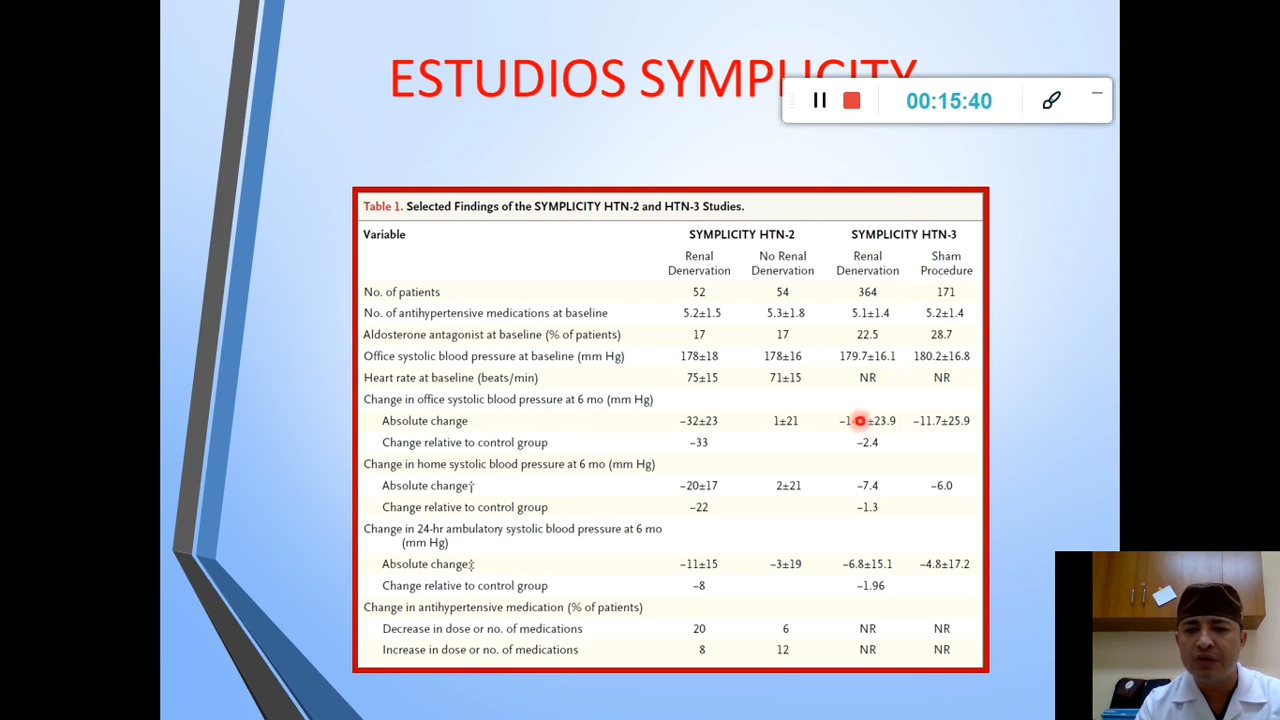 ESTUDIOS SYMPLICITY
00:15:40
Table 1. Selected Findings of the SYMPLICITY HTN-2 and HTN-3 Studies.
Variable SYMPLICITY HTN-2 SYMPLICITY HTN-3
Renal Denervation No Renal Denervation Renal Denervation Sham Procedure
No. of patients 52 54 364 171
No. of antihypertensive medications at baseline 5.2±1.5 5.3±1.8 5.1±1.4 5.2±1.4
Aldosterone antagonist at baseline (% of patients) 17 17 22.5 28.7
Office systolic blood pressure at baseline (mm Hg) 178±18 178±16 179.7±16.1 180.2±16.8
Heart rate at baseline (beats/min) 75±15 71±15 NR NR
Change in office systolic blood pressure at 6 mo (mm Hg)
Absolute change −32±23 1±21 ±23.9 −11.7±25.9
Change relative to control group −33 −2.4
Change in home systolic blood pressure at 6 mo (mm Hg)
Absolute change† −20±17 2±21 −7.4 −6.0
Change relative to control group −22 −1.3
Change in 24-hr ambulatory systolic blood pressure at 6 mo
(mm Hg)
Absolute change‡ −11±15 −3±19 −6.8±15.1 −4.8±17.2
Change relative to control group −8 −1.96
Change in antihypertensive medication (% of patients)
Decrease in dose or no. of medications 20 6 NR NR
Increase in dose or no. of medications 8 12 NR NR